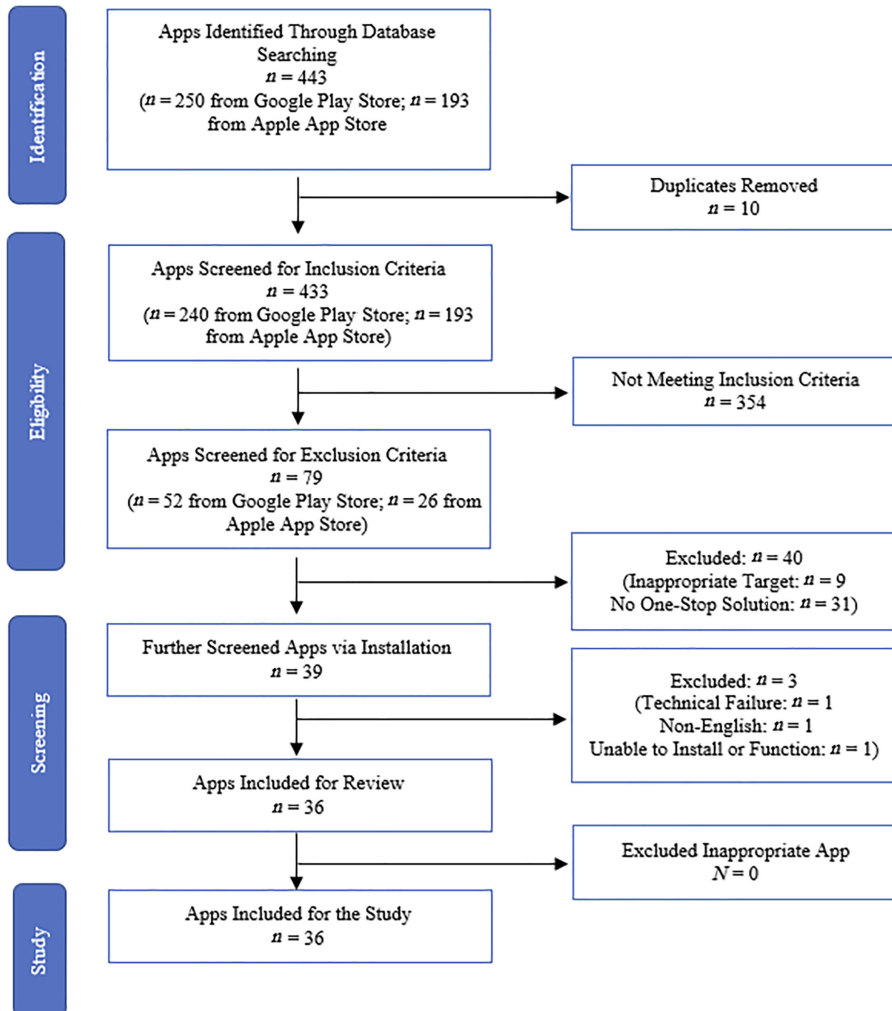 Identification
Apps Identified Through Database
Searching
n = 443
(n = 250 from Google Play Store; n = 193
from Apple App Store
Duplicates Removed
n = 10
Eligibility
Apps Screened for Inclusion Criteria
n = 433
(n = 240 from Google Play Store; n = 193
from Apple App Store)
Not Meeting Inclusion Criteria
n = 354
Apps Screened for Exclusion Criteria
n = 79
(n = 52 from Google Play Store; n = 26 from
Apple App Store)
Excluded: n = 40
(Inappropriate Target: n = 9
No One-Stop Solution: n = 31)
Screening
Further Screened Apps via Installation
n = 39
Excluded: n = 3
(Technical Failure: n = 1
Non-English: n = 1
Unable to Install or Function: n = 1)
Apps Included for Review
n = 36
Excluded Inappropriate App
N = 0
Study
Apps Included for the Study
n = 36